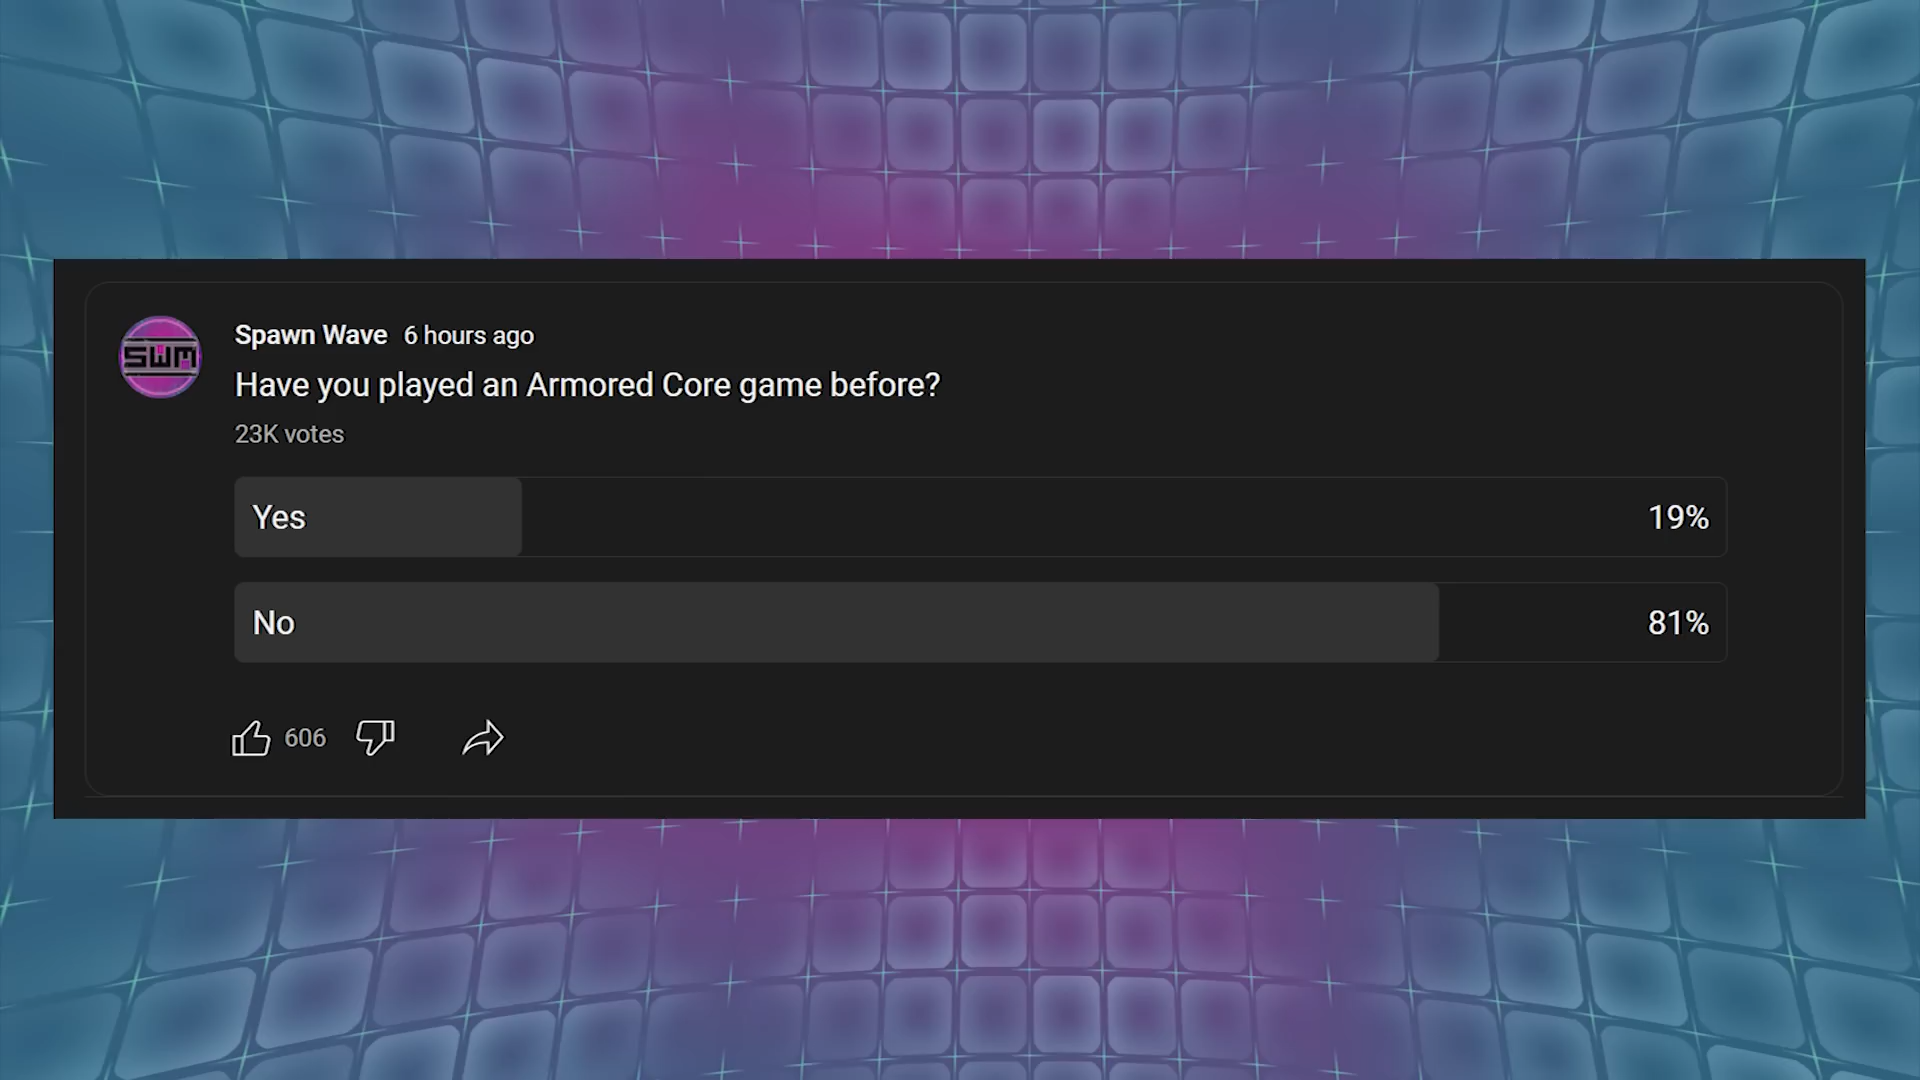 SWM
Spawn Wave 6 hours ago
Have you played an Armored Core game before?
23K votes
Yes 19%
No 81%
606